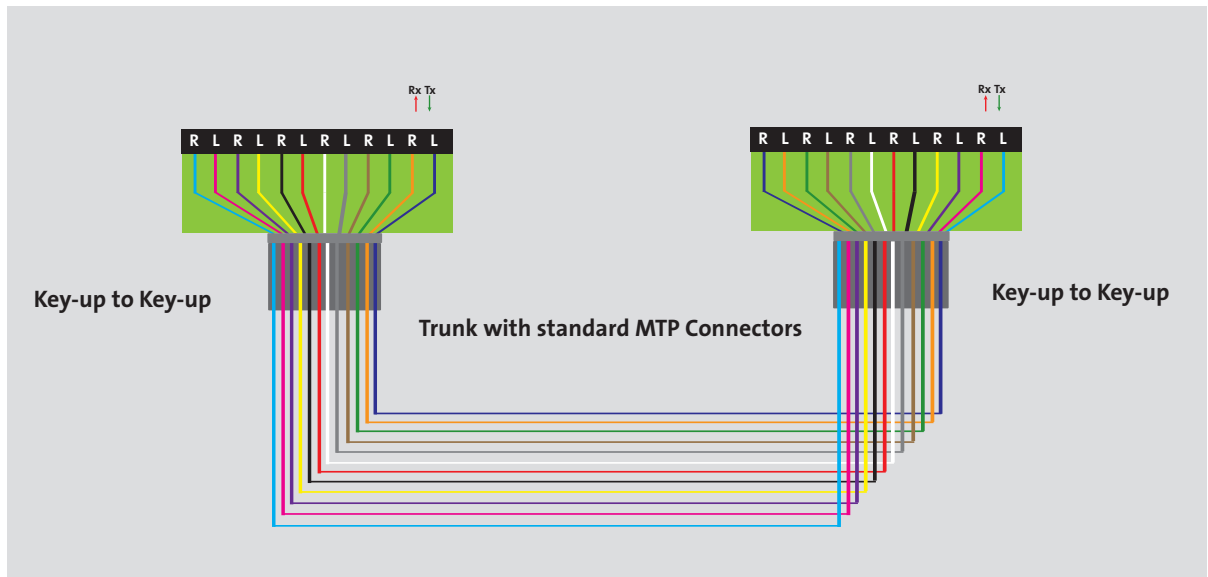 Rx Tx
Rx Tx
R L R L R L R L R L R L
R L R L R L R L R L R L
Key-up to Key-up
Key-up to Key-up
Trunk with standard MTP Connectors